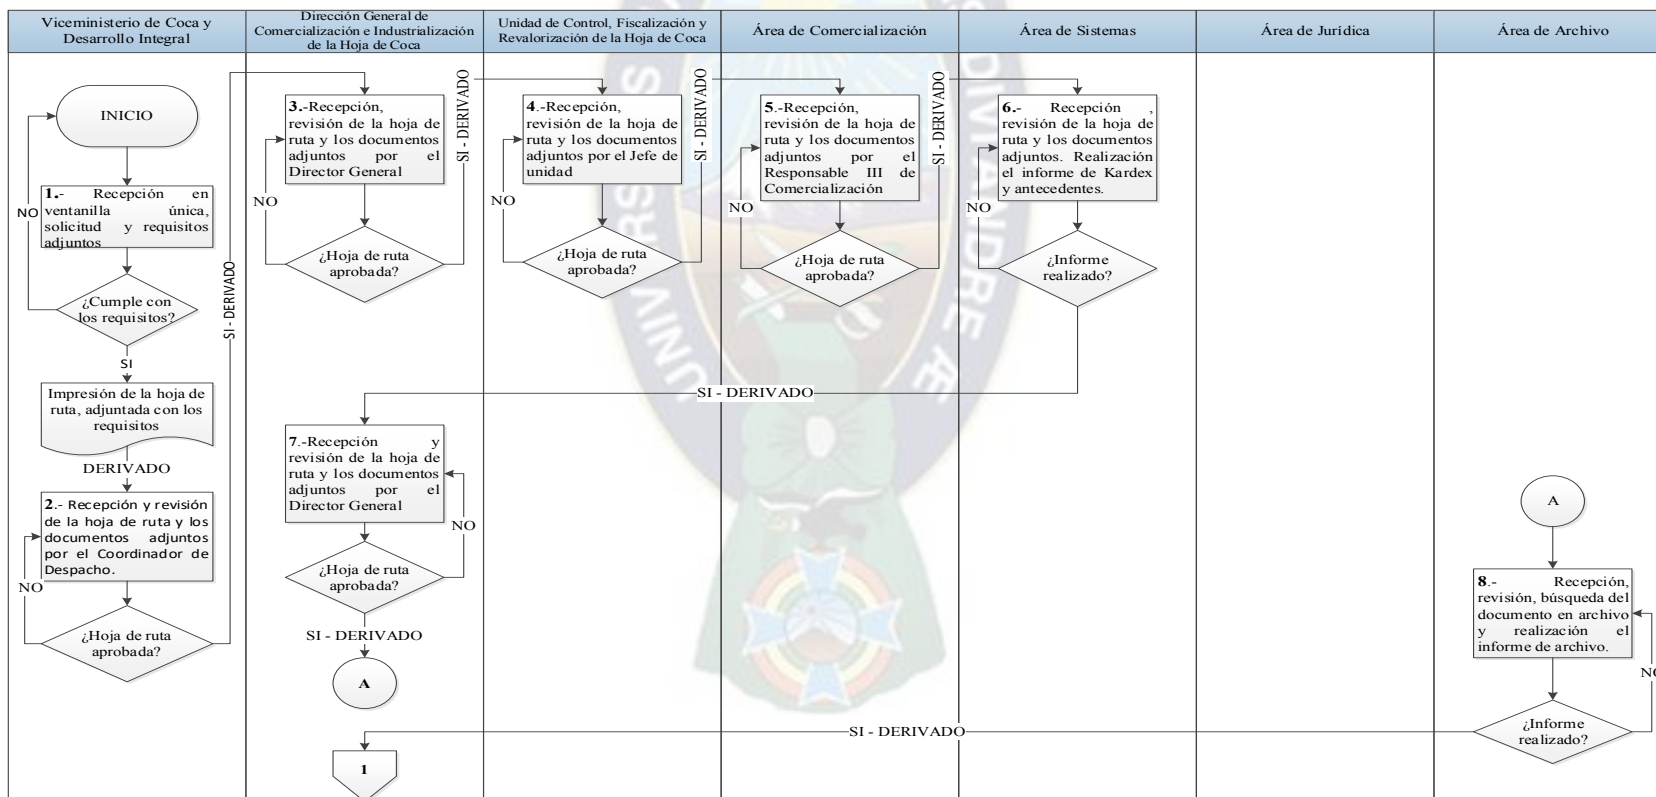 Viceministerio de Coca y
Desarrollo Integral
Dirección General de
Comercialización e Industrialización
de la Hoja de Coca
Unidad de Control, Fiscalización y
Revalorización de la Hoja de Coca
Área de Comercialización
Área de Sistemas
Área de Jurídica
Área de Archivo
INICIO
1.- Recepción en
ventanilla única,
solicitud y requisitos
adjuntos
NO
¿Cumple con
los requisitos?
SI
Impresión de la hoja de
ruta, adjuntada con los
requisitos
DERIVADO
2.- Recepción y revisión
de la hoja de ruta y los
documentos adjuntos
por el Coordinador de
Despacho.
NO
¿Hoja de ruta
aprobada?
SI - DERIVADO
3.-Recepción,
revisión de la hoja de
ruta y los documentos
adjuntos por el
Director General
NO
¿Hoja de ruta
aprobada?
SI - DERIVADO
4.-Recepción,
revisión de la hoja de
ruta y los documentos
adjuntos por el Jefe de
unidad
NO
¿Hoja de ruta
aprobada?
SI - DERIVADO
5.-Recepción,
revisión de la hoja de
ruta y los documentos
adjuntos por el
Responsable III de
Comercialización
NO
¿Hoja de ruta
aprobada?
SI - DERIVADO
6.- Recepción ,
revisión de la hoja de
ruta y los documentos
adjuntos. Realización
el informe de Kardex
y antecedentes.
NO
¿Informe
realizado?
SI - DERIVADO
7.-Recepción y
revisión de la hoja de
ruta y los documentos
adjuntos por el
Director General
NO
¿Hoja de ruta
aprobada?
SI - DERIVADO
A
A
8.- Recepción,
revisión, búsqueda del
documento en archivo
y realización el
informe de archivo.
NO
¿Informe
realizado?
SI - DERIVADO
1